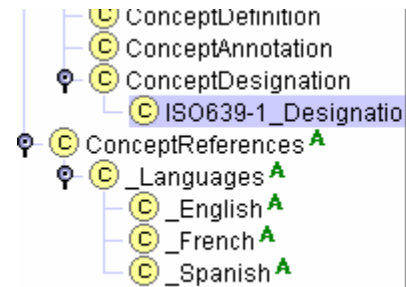 C ConceptDefinition
C ConceptAnnotation
C ConceptDesignation
C ISO639-1_Designatio
C ConceptReferences A
C _Languages A
C _English A
C _French A
C _Spanish A